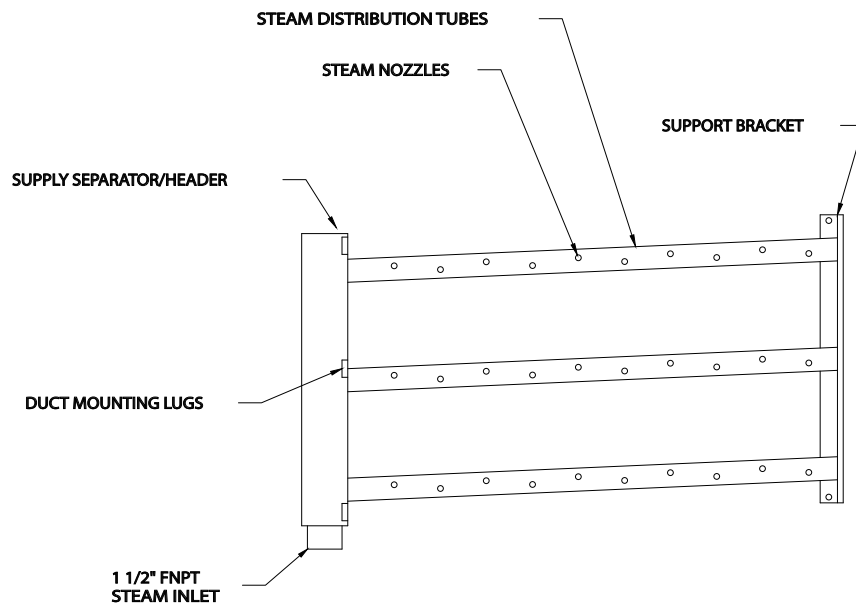 STEAM DISTRIBUTION TUBES
STEAM NOZZLES
SUPPORT BRACKET
SUPPLY SEPARATOR/HEADER
DUCT MOUNTING LUGS
1 1/2" FNPT
STEAM INLET